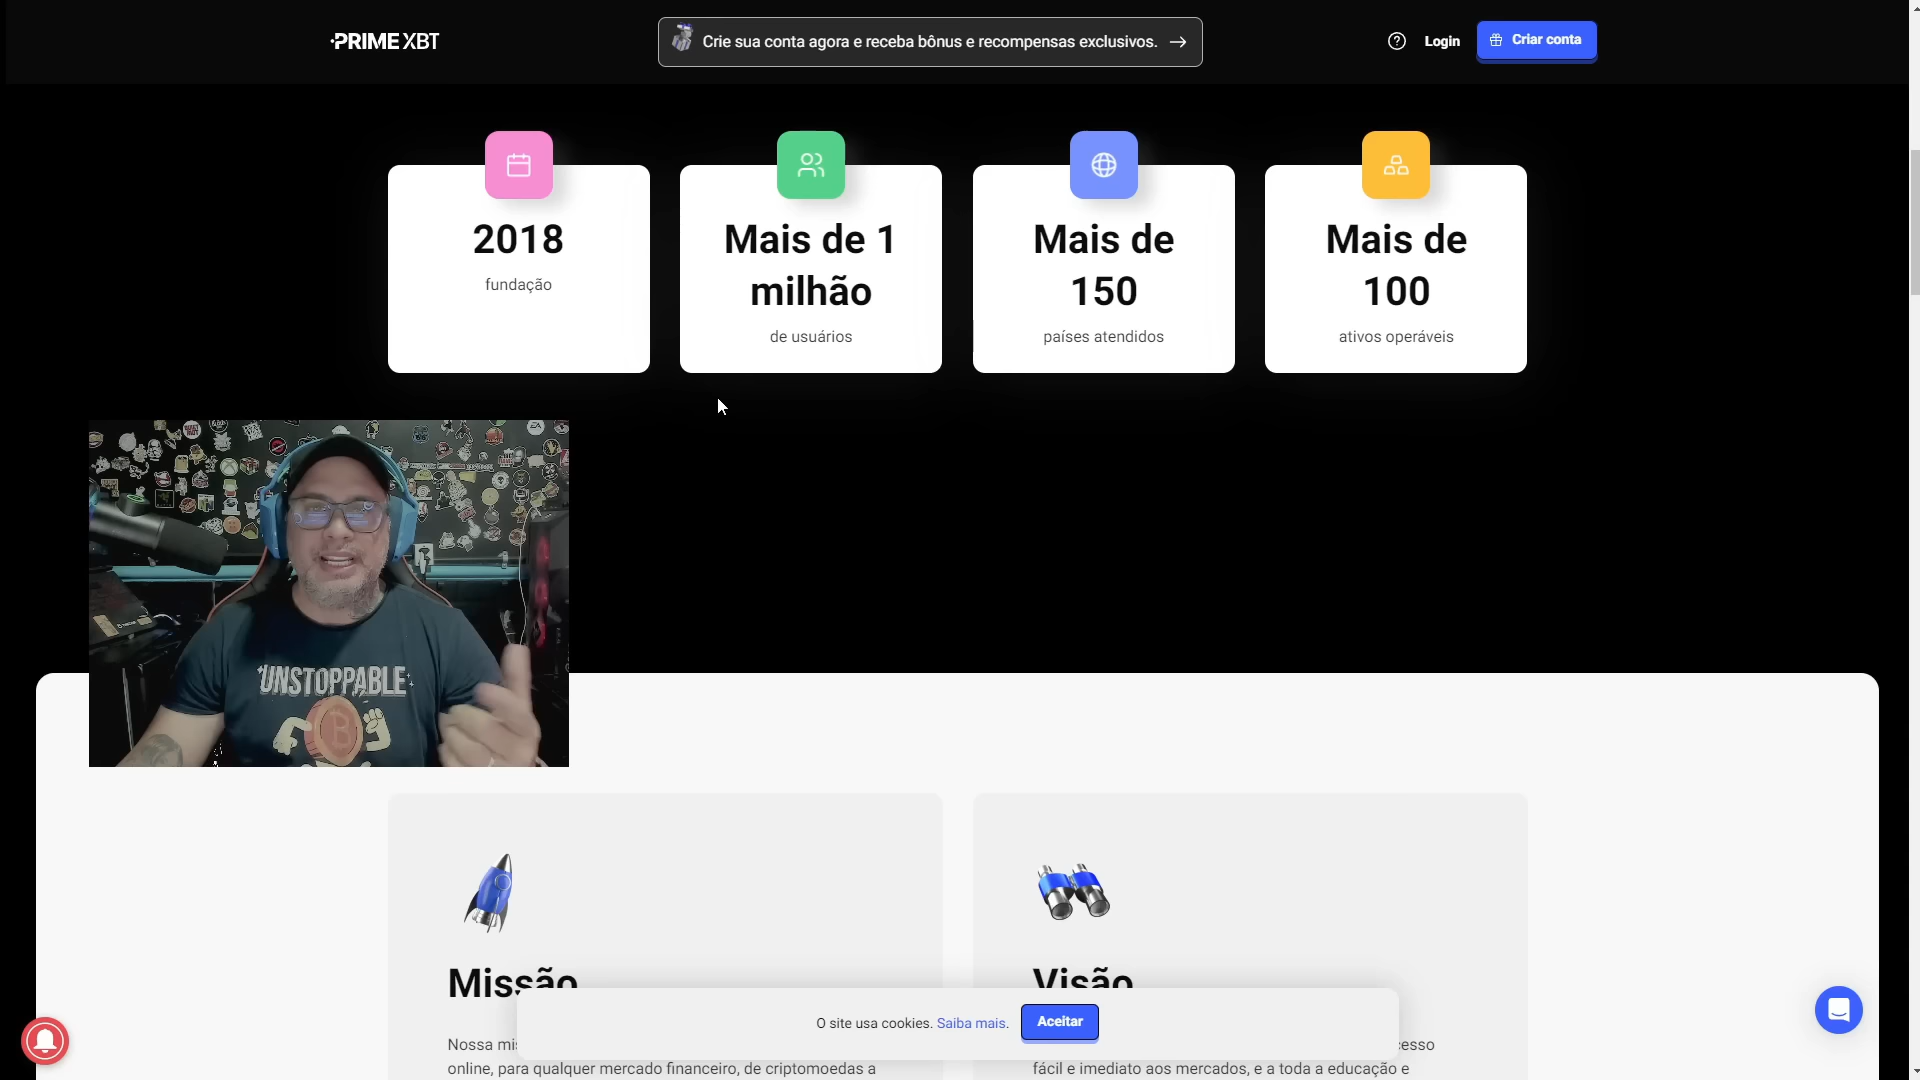 ·PRIME XBT
Crie sua conta agora e receba bônus e recompensas exclusivos. →
Login
Criar conta
2018
fundação
Mais de 1
milhão
de usuários
Mais de
150
países atendidos
Mais de
100
ativos operáveis
UNSTOPPABLE
Missão
Visão
O site usa cookies. Saiba mais.
Aceitar
Nossa
online, para qualquer mercado financeiro, de criptomoedas a
fácil e imediato aos mercados, e a toda a educação e